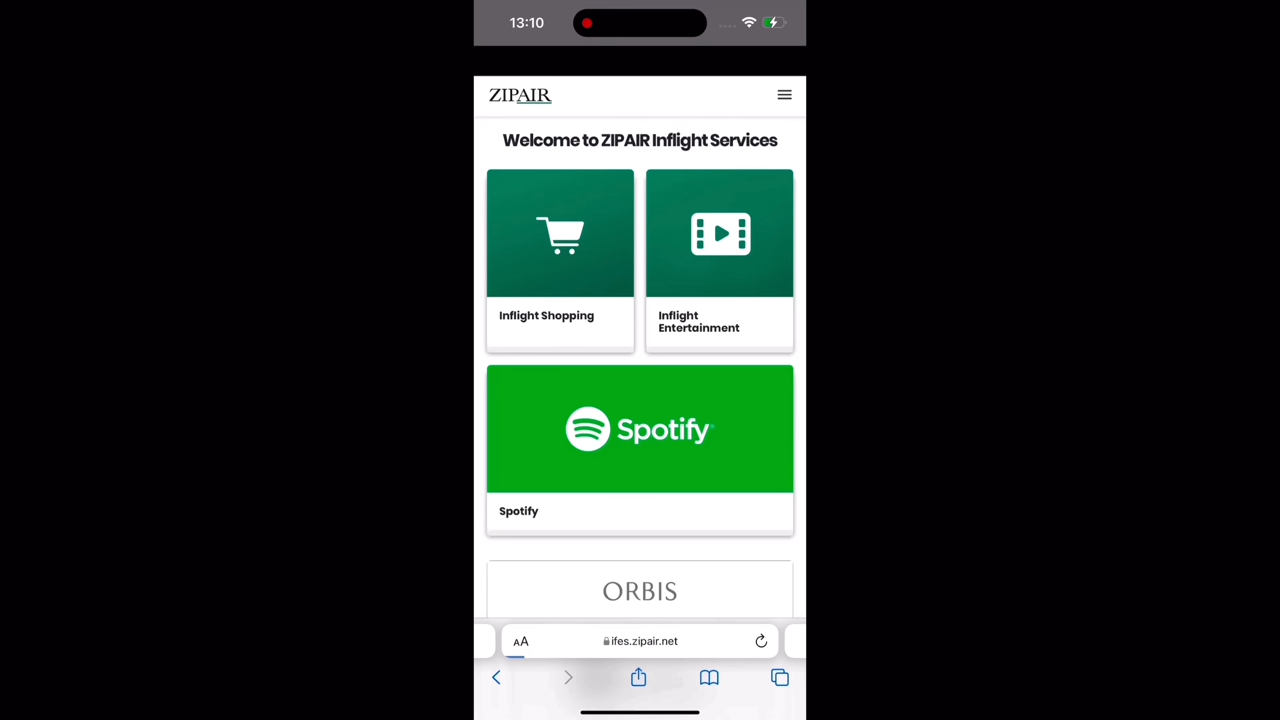 13:10
ZIPAIR
Welcome to ZIPAIR Inflight Services
Inflight Shopping
Inflight
Entertainment
Spotify
Spotify
ORBIS
AA
ifes.zipair.net